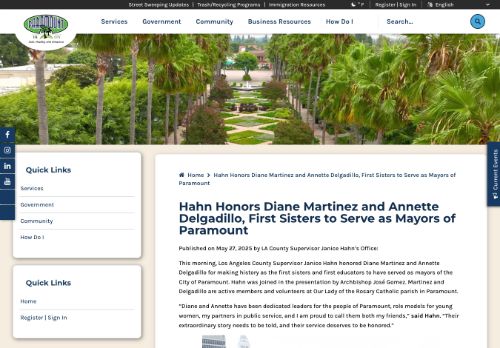 Street Sweeping Updates | Trash/Recycling Programs | Immigration Resources
°F | Register | Sign In English
PARAMOUNT
Services Government Community Business Resources How Do I Search...
Current Events
Quick Links
Services
Government
Community
How Do I
Quick Links
Home
Register | Sign In
Home > Hahn Honors Diane Martinez and Annette Delgadillo, First Sisters to Serve as Mayors of
Paramount
Hahn Honors Diane Martinez and Annette
Delgadillo, First Sisters to Serve as Mayors of
Paramount
Published on May 27, 2025 by LA County Supervisor Janice Hahn's Office:
This morning, Los Angeles County Supervisor Janice Hahn honored Diane Martinez and Annette
Delgadillo for making history as the first sisters and first educators to have served as mayors of the
City of Paramount. Hahn was joined in the presentation by Archbishop José Gomez. Martinez and
Delgadillo are active members and volunteers at Our Lady of the Rosary Catholic parish in Paramount.
"Diane and Annette have been dedicated leaders for the people of Paramount, role models for young
women, my partners in public service, and I am proud to call them both my friends," said Hahn. "Their
extraordinary story needs to be told, and their service deserves to be honored."